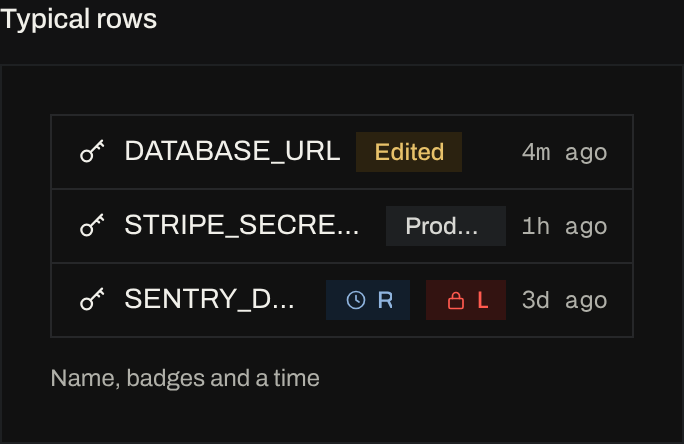 Typical rows
DATABASE_URL Edited 4m ago
STRIPE_SECRE... Prod... 1h ago
SENTRY_D... R L 3d ago
Name, badges and a time